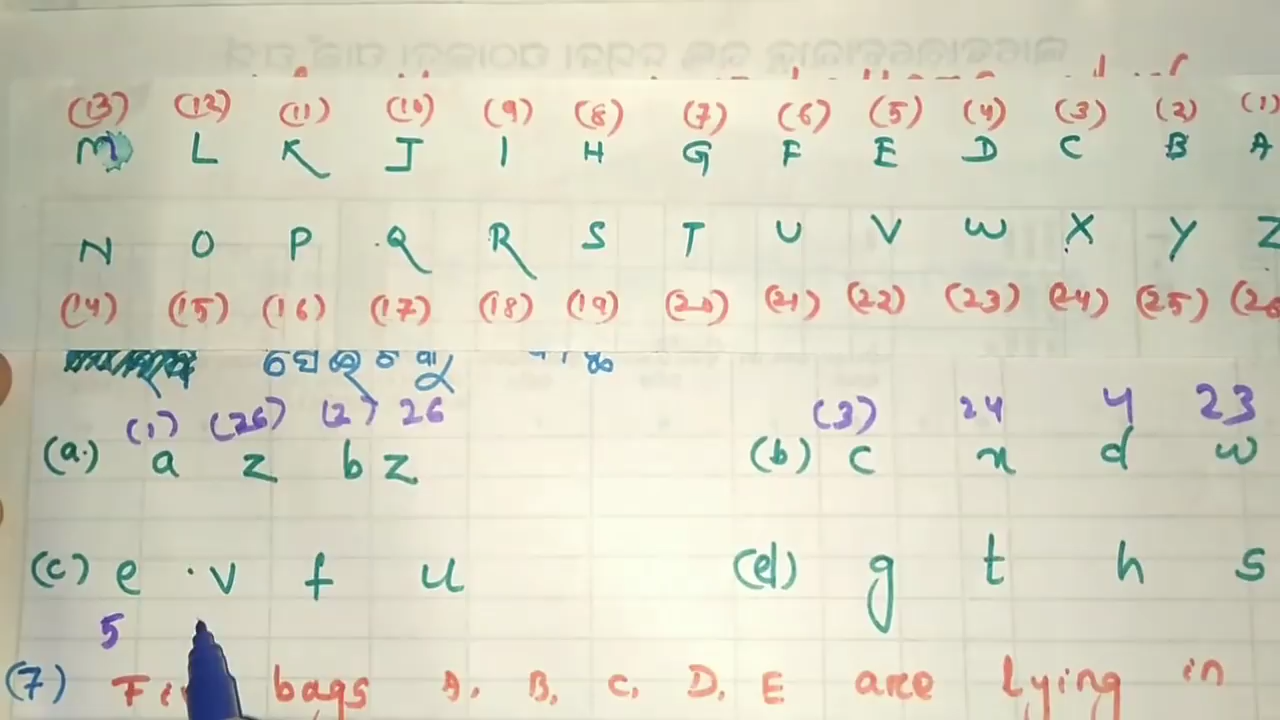 (13) (12) (11) (10) (9) (8) (7) (6) (5) (4) (3) (2) (1)
M L K J I H G F E D C B A
N O P Q R S T U V W X Y Z
(14) (15) (16) (17) (18) (19) (20) (21) (22) (23) (24) (25) (26
(1) (26) (2) 26 (3) 24 4 23
(a.) a z b z (b) c x d w
(c) e v f u (d) g t h s
5
(7) bags A, B, C, D, E are lying in